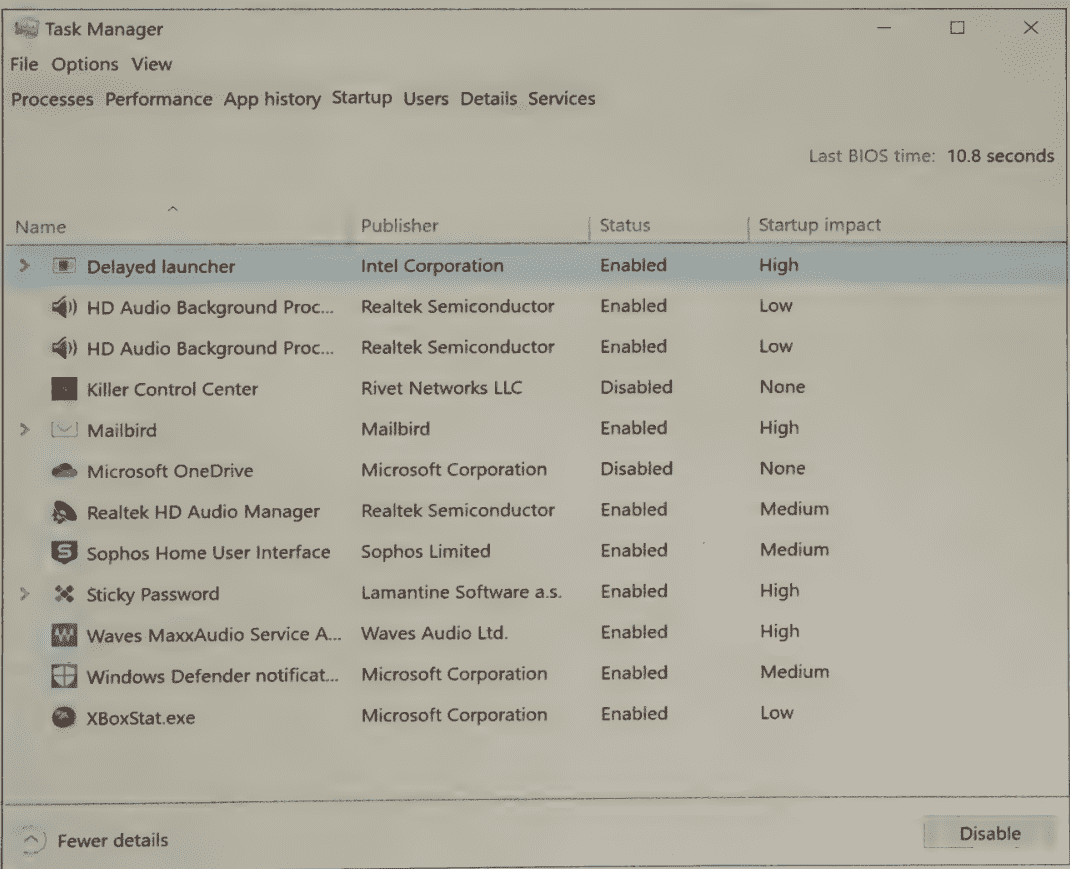 Task Manager
File Options View
Processes Performance App history Startup Users Details Services
Last BIOS time: 10.8 seconds
Name Publisher Status Startup impact
Delayed launcher Intel Corporation Enabled High
HD Audio Background Proc... Realtek Semiconductor Enabled Low
HD Audio Background Proc... Realtek Semiconductor Enabled Low
Killer Control Center Rivet Networks LLC Disabled None
Mailbird Mailbird Enabled High
Microsoft OneDrive Microsoft Corporation Disabled None
Realtek HD Audio Manager Realtek Semiconductor Enabled Medium
Sophos Home User Interface Sophos Limited Enabled Medium
Sticky Password Lamantine Software a.s. Enabled High
Waves MaxxAudio Service A... Waves Audio Ltd. Enabled High
Windows Defender notificat... Microsoft Corporation Enabled Medium
XBoxStat.exe Microsoft Corporation Enabled Low
Fewer details Disable